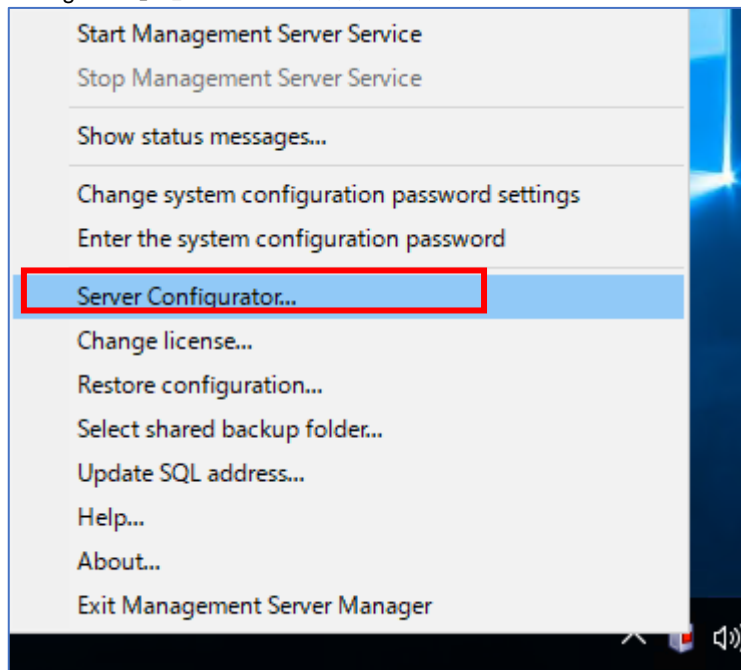 Start Management Server Service
Stop Management Server Service
Show status messages...
Change system configuration password settings
Enter the system configuration password
Server Configurator...
Change license...
Restore configuration...
Select shared backup folder...
Update SQL address...
Help...
About...
Exit Management Server Manager